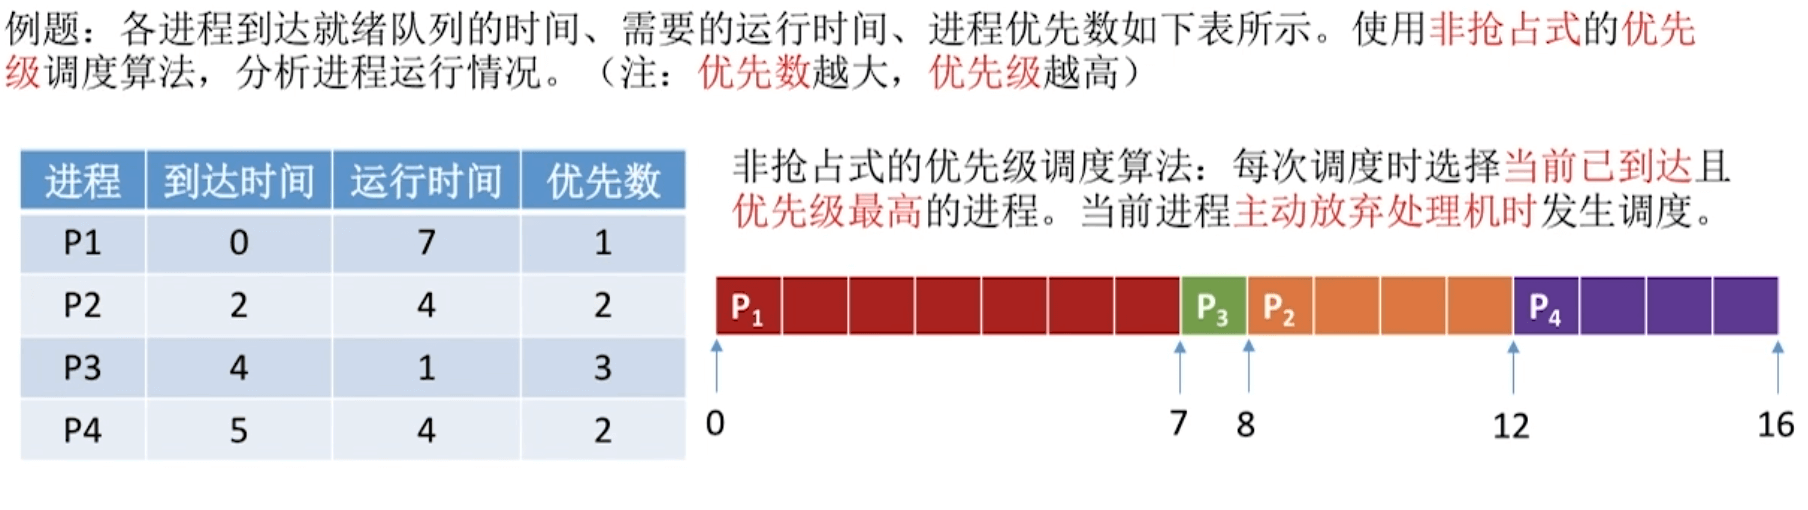 例题：各进程到达就绪队列的时间、需要的运行时间、进程优先数如下表所示。使用非抢占式的优先
级调度算法，分析进程运行情况。（注：优先数越大，优先级越高）
进程 到达时间 运行时间 优先数
P1 0 7 1
P2 2 4 2
P3 4 1 3
P4 5 4 2
非抢占式的优先级调度算法：每次调度时选择当前已到达且
优先级最高的进程。当前进程主动放弃处理机时发生调度。
P1 P3 P2 P4
0 7 8 12 16